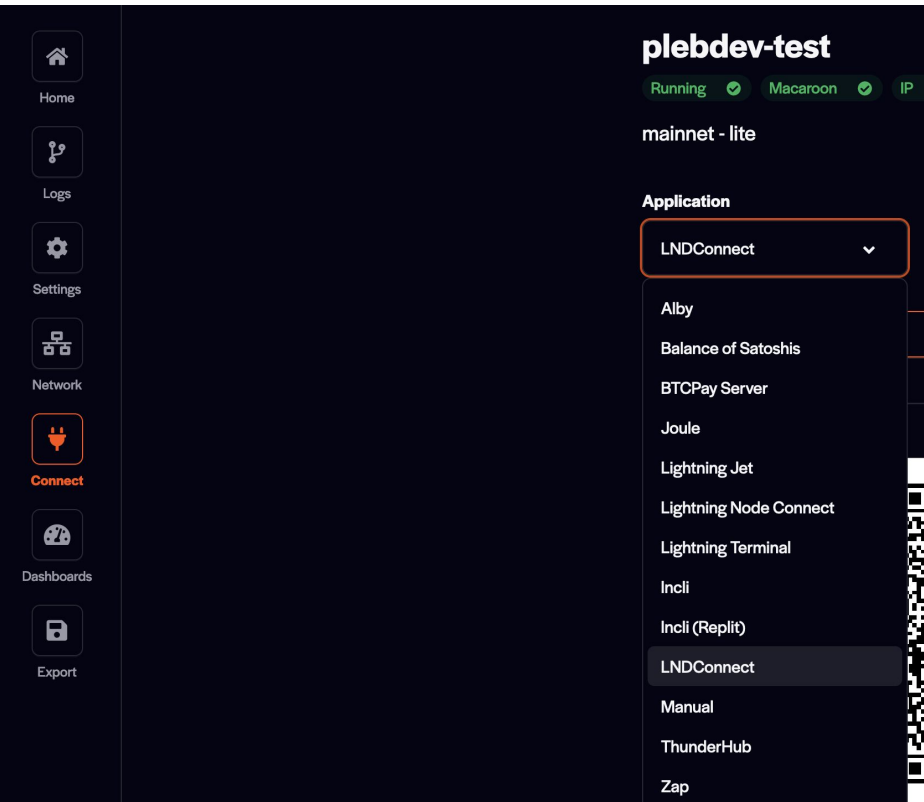 Home
Logs
Settings
Network
Connect
Dashboards
Export
plebdev-test
Running
Macaroon
IP
mainnet - lite
Application
LNDConnect
Alby
Balance of Satoshis
BTCPay Server
Joule
Lightning Jet
Lightning Node Connect
Lightning Terminal
lncli
lncli (Replit)
LNDConnect
Manual
ThunderHub
Zap